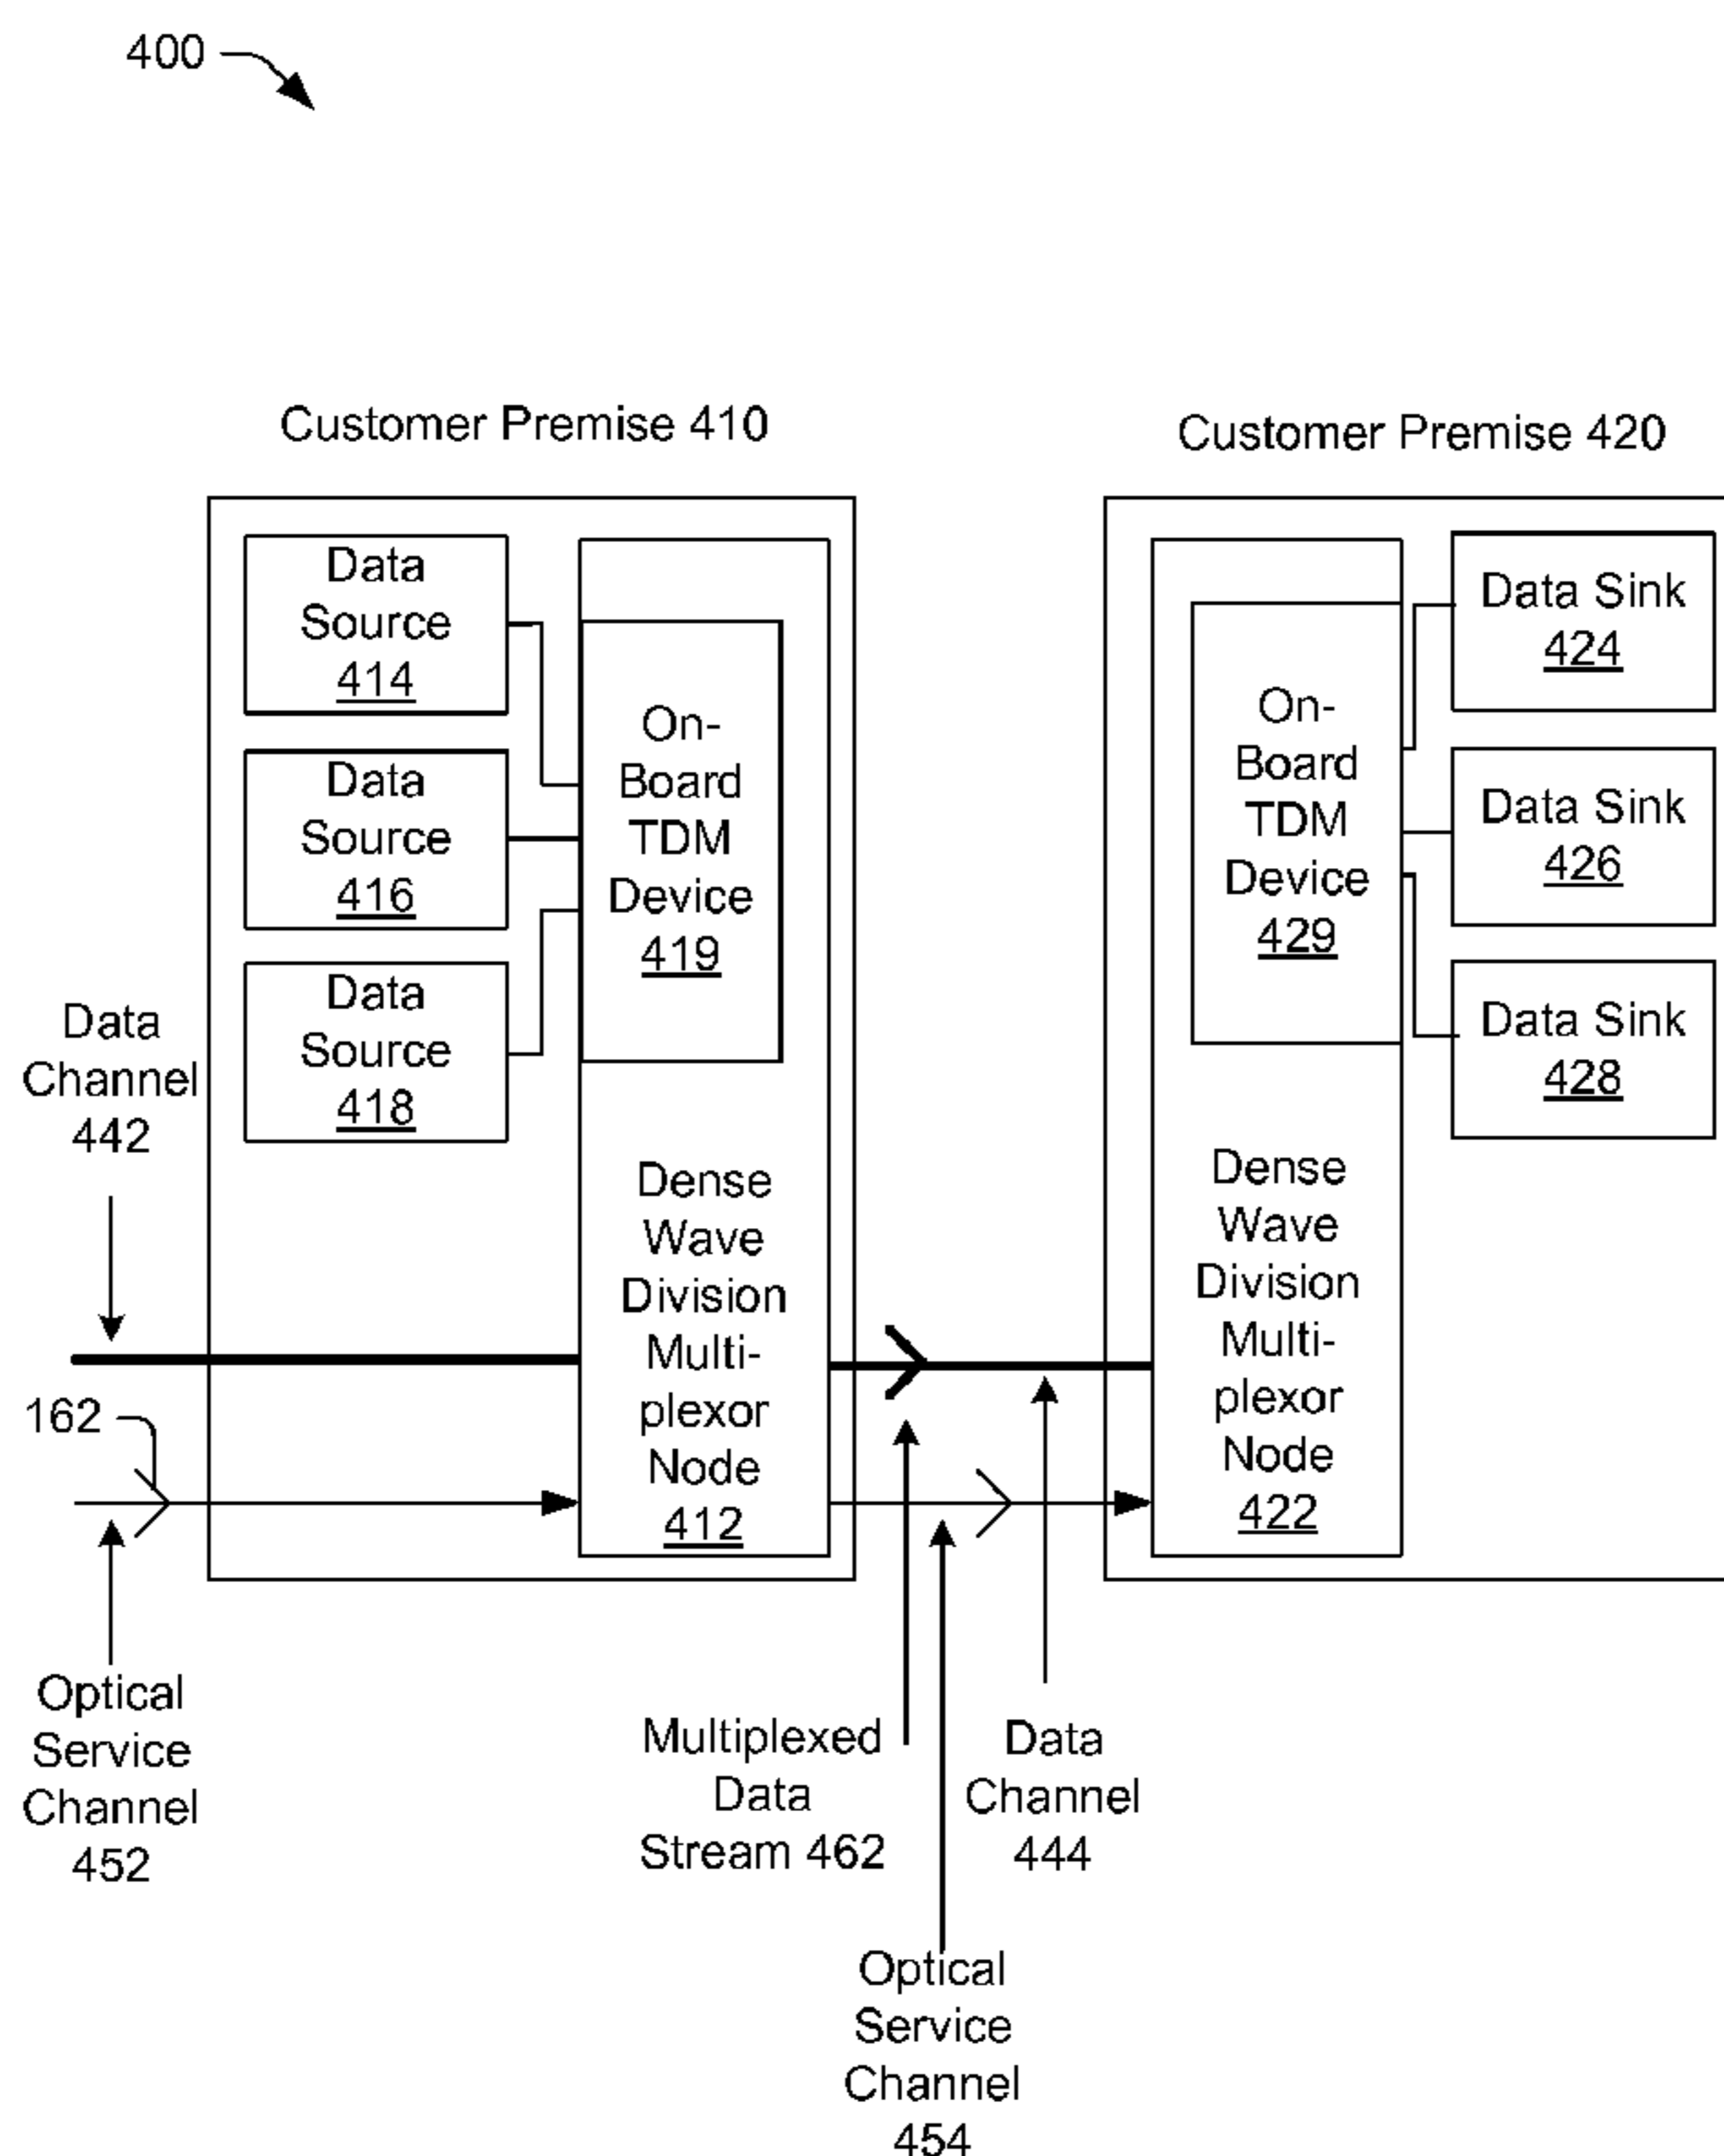 400
Customer Premise 410
Customer Premise 420
Data
Source
414
Data
Source
416
Data
Source
418
On-
Board
TDM
Device
419
Dense
Wave
Division
Multi-
plexor
Node
412
On-
Board
TDM
Device
429
Dense
Wave
Division
Multi-
plexor
Node
422
Data Sink
424
Data Sink
426
Data Sink
428
Data
Channel
442
162
Optical
Service
Channel
452
Multiplexed
Data
Stream 462
Data
Channel
444
Optical
Service
Channel
454